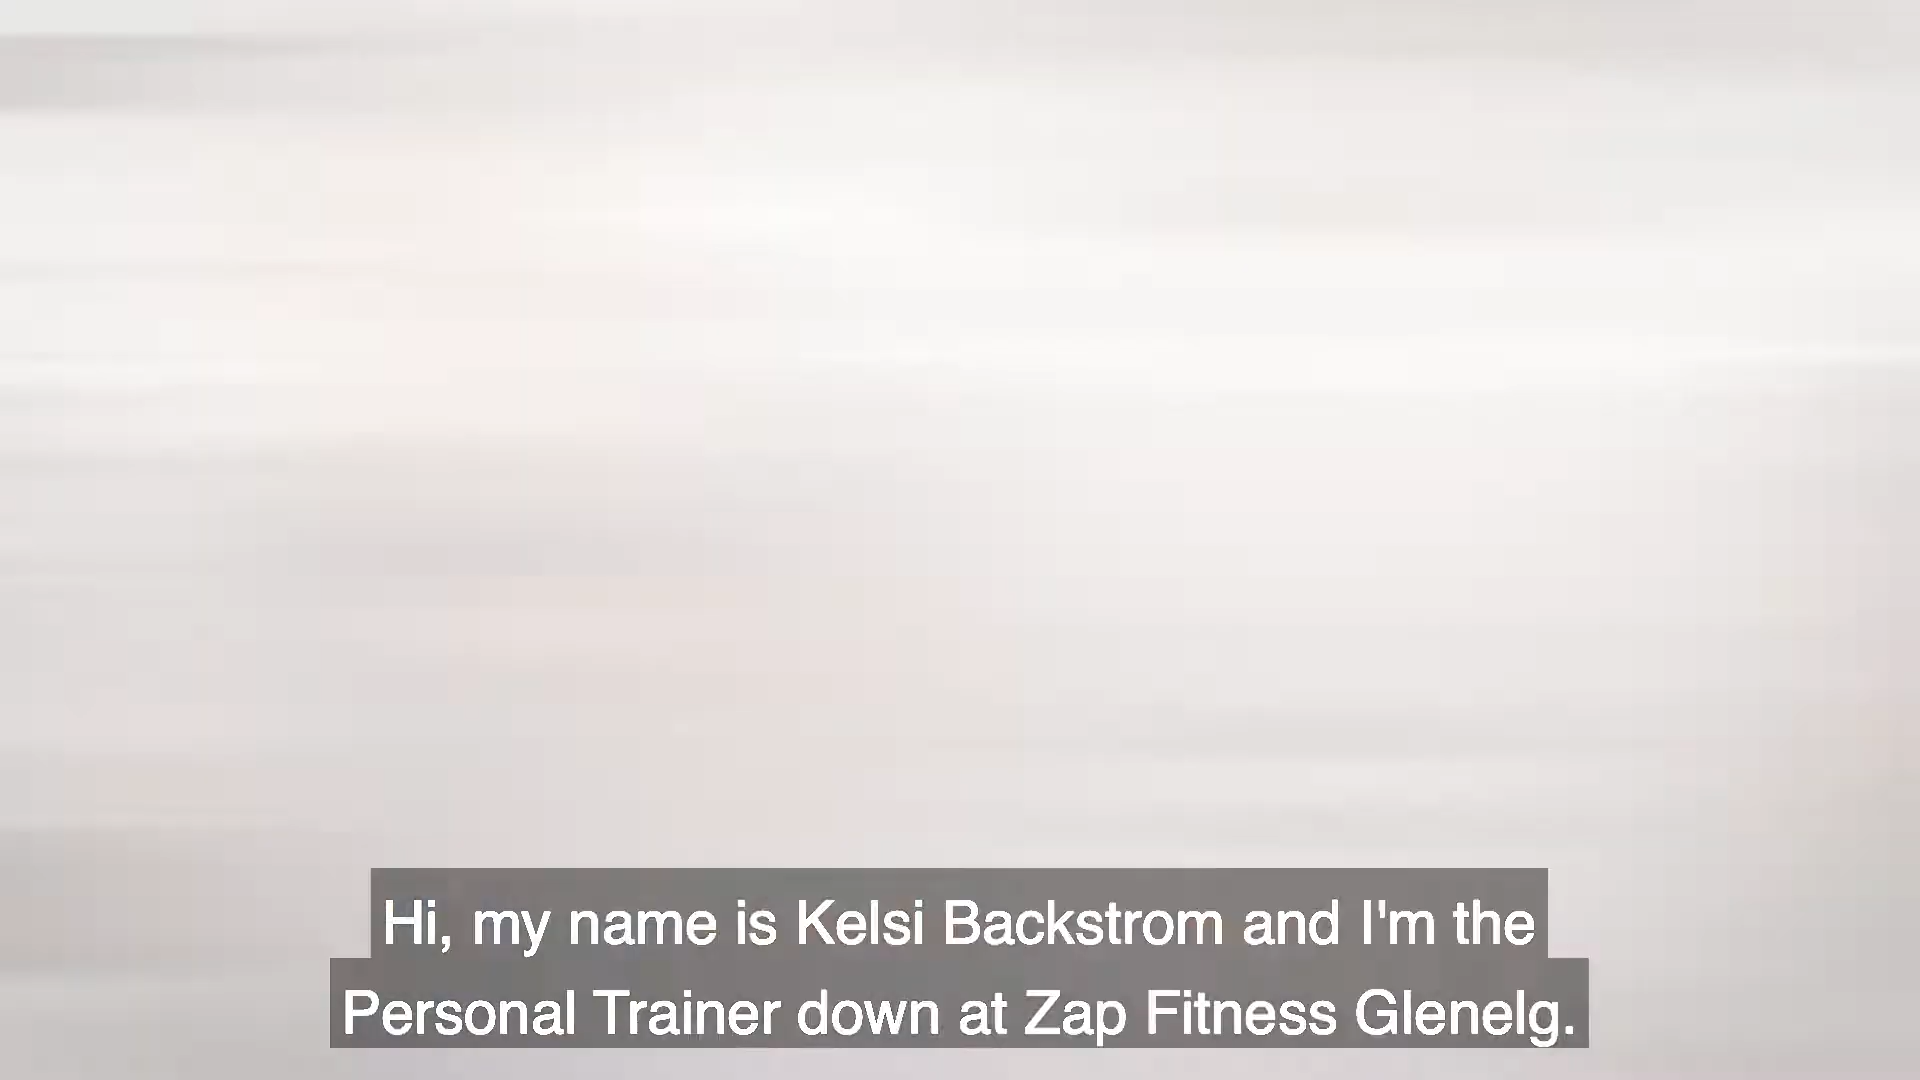 Hi, my name is Kelsi Backstrom and I'm the
Personal Trainer down at Zap Fitness Glenelg.